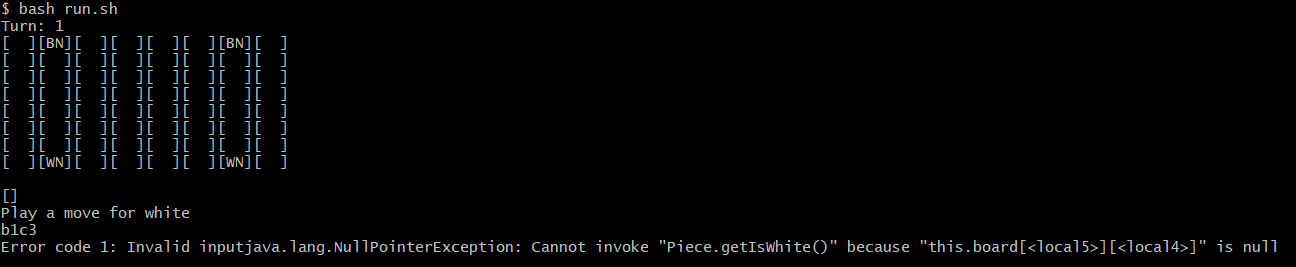 $ bash run.sh
Turn: 1
[  ][BN][  ][  ][  ][  ][BN][  ]
[  ][  ][  ][  ][  ][  ][  ][  ]
[  ][  ][  ][  ][  ][  ][  ][  ]
[  ][  ][  ][  ][  ][  ][  ][  ]
[  ][  ][  ][  ][  ][  ][  ][  ]
[  ][  ][  ][  ][  ][  ][  ][  ]
[  ][  ][  ][  ][  ][  ][  ][  ]
[  ][WN][  ][  ][  ][  ][WN][  ]
[]
Play a move for white
b1c3
Error code 1: Invalid inputjava.lang.NullPointerException: Cannot invoke "Piece.getIsWhite()" because "this.board[<local5>][<local4>]" is null